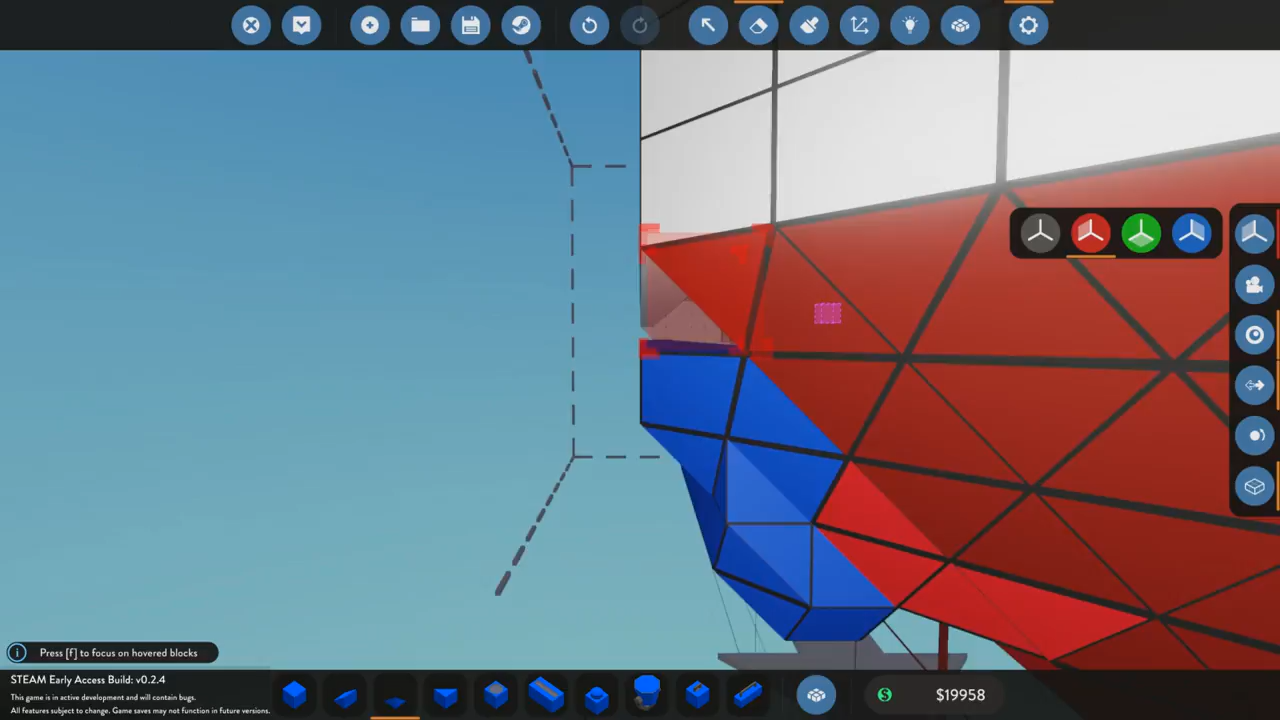 Press [f] to focus on hovered blocks
STEAM Early Access Build: v0.2.4
This game is in active development and will contain bugs.
All features subject to change. Game saves may not function in future versions.
$19958